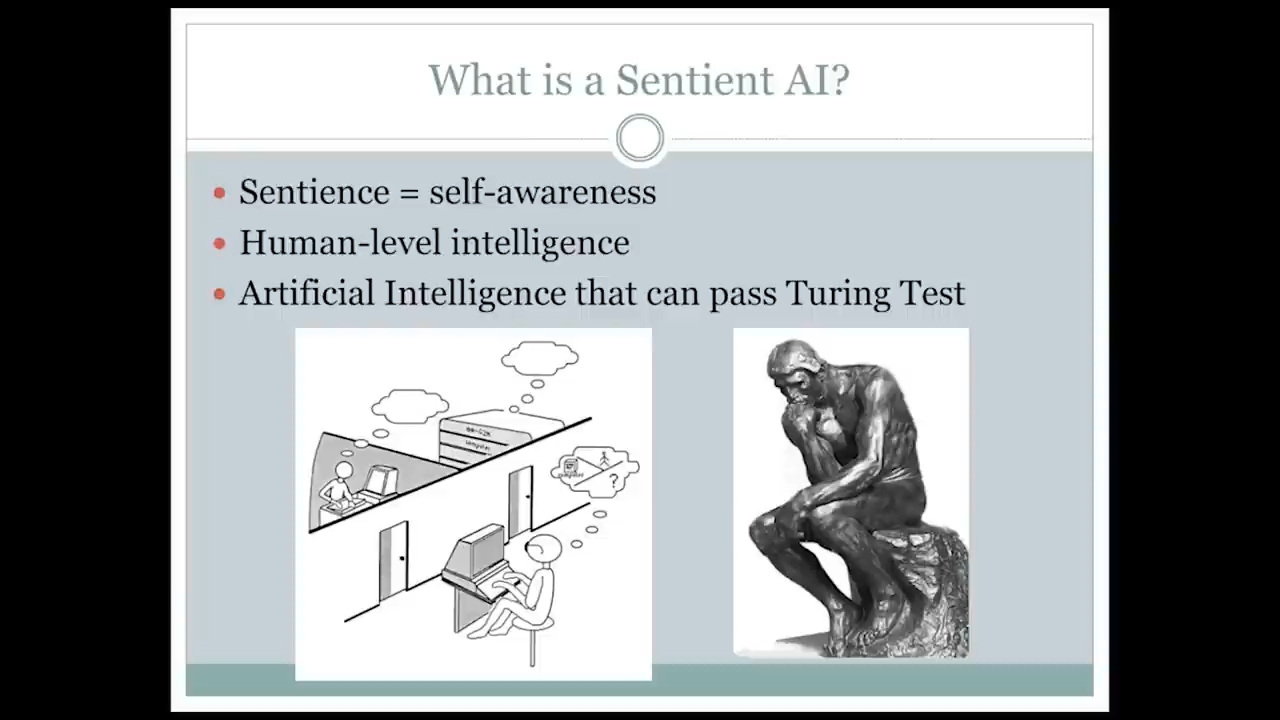 What is a Sentient AI?
• Sentience = self-awareness
• Human-level intelligence
• Artificial Intelligence that can pass Turing Test
?